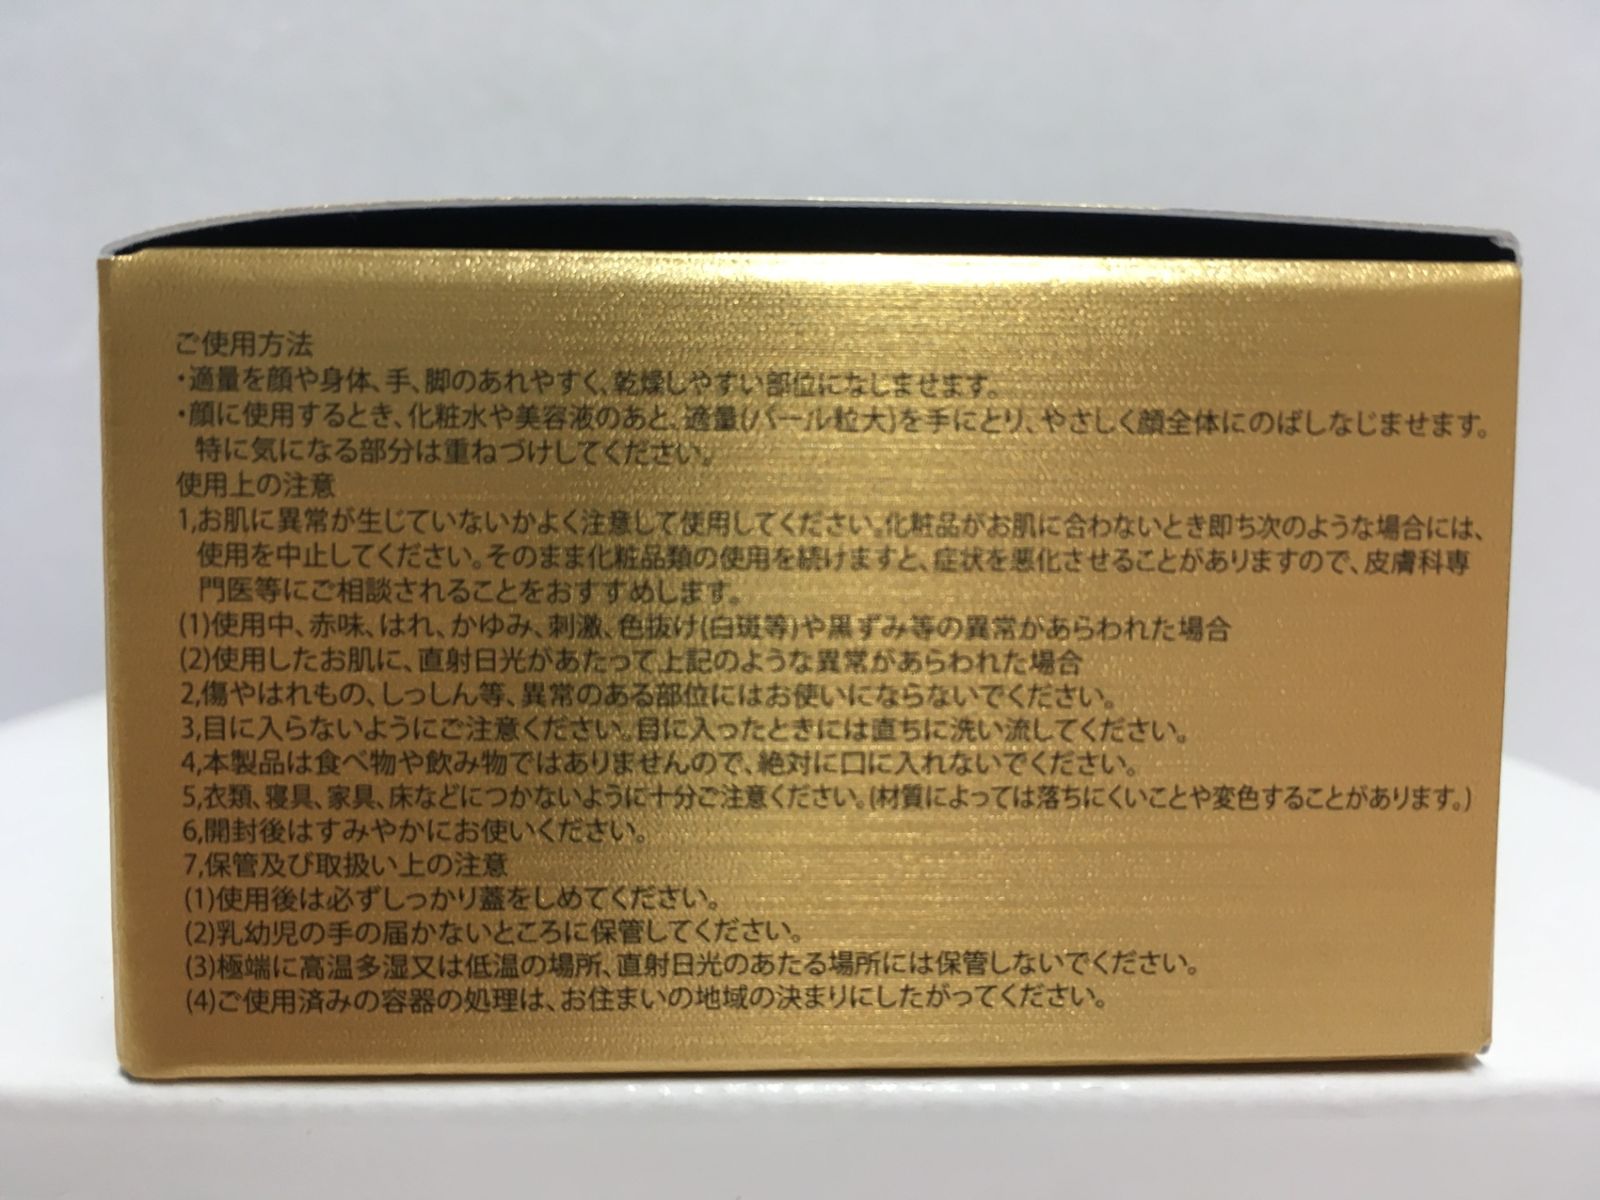 ご使用方法
・適量を顔や身体、手、脚のあれやすく、乾燥しやすい部位になじませます。
・顔に使用するとき、化粧水や美容液のあと、適量(パール粒大)を手にとり、やさしく顔全体にのばしなじませます。
特に気になる部分は重ねづけしてください。
使用上の注意
1,お肌に異常が生じていないかよく注意して使用してください。化粧品がお肌に合わないとき即ち次のような場合には、
使用を中止してください。そのまま化粧品類の使用を続けますと、症状を悪化させることがありますので、皮膚科専
門医等にご相談されることをおすすめします。
(1)使用中、赤味、はれ、かゆみ、刺激、色抜け(白斑等)や黒ずみ等の異常があらわれた場合
(2)使用したお肌に、直射日光があたって上記のような異常があらわれた場合
2,傷やはれもの、しっしん等、異常のある部位にはお使いにならないでください。
3,目に入らないようにご注意ください。目に入ったときには直ちに洗い流してください。
4,本製品は食べ物や飲み物ではありませんので、絶対に口に入れないでください。
5,衣類、寝具、家具、床などにつかないように十分ご注意ください。(材質によっては落ちにくいことや変色することがあります。)
6,開封後はすみやかにお使いください。
7,保管及び取扱い上の注意
(1)使用後は必ずしっかり蓋をしめてください。
(2)乳幼児の手の届かないところに保管してください。
(3)極端に高温多湿又は低温の場所、直射日光のあたる場所には保管しないでください。
(4)ご使用済みの容器の処理は、お住まいの地域の決まりにしたがってください。